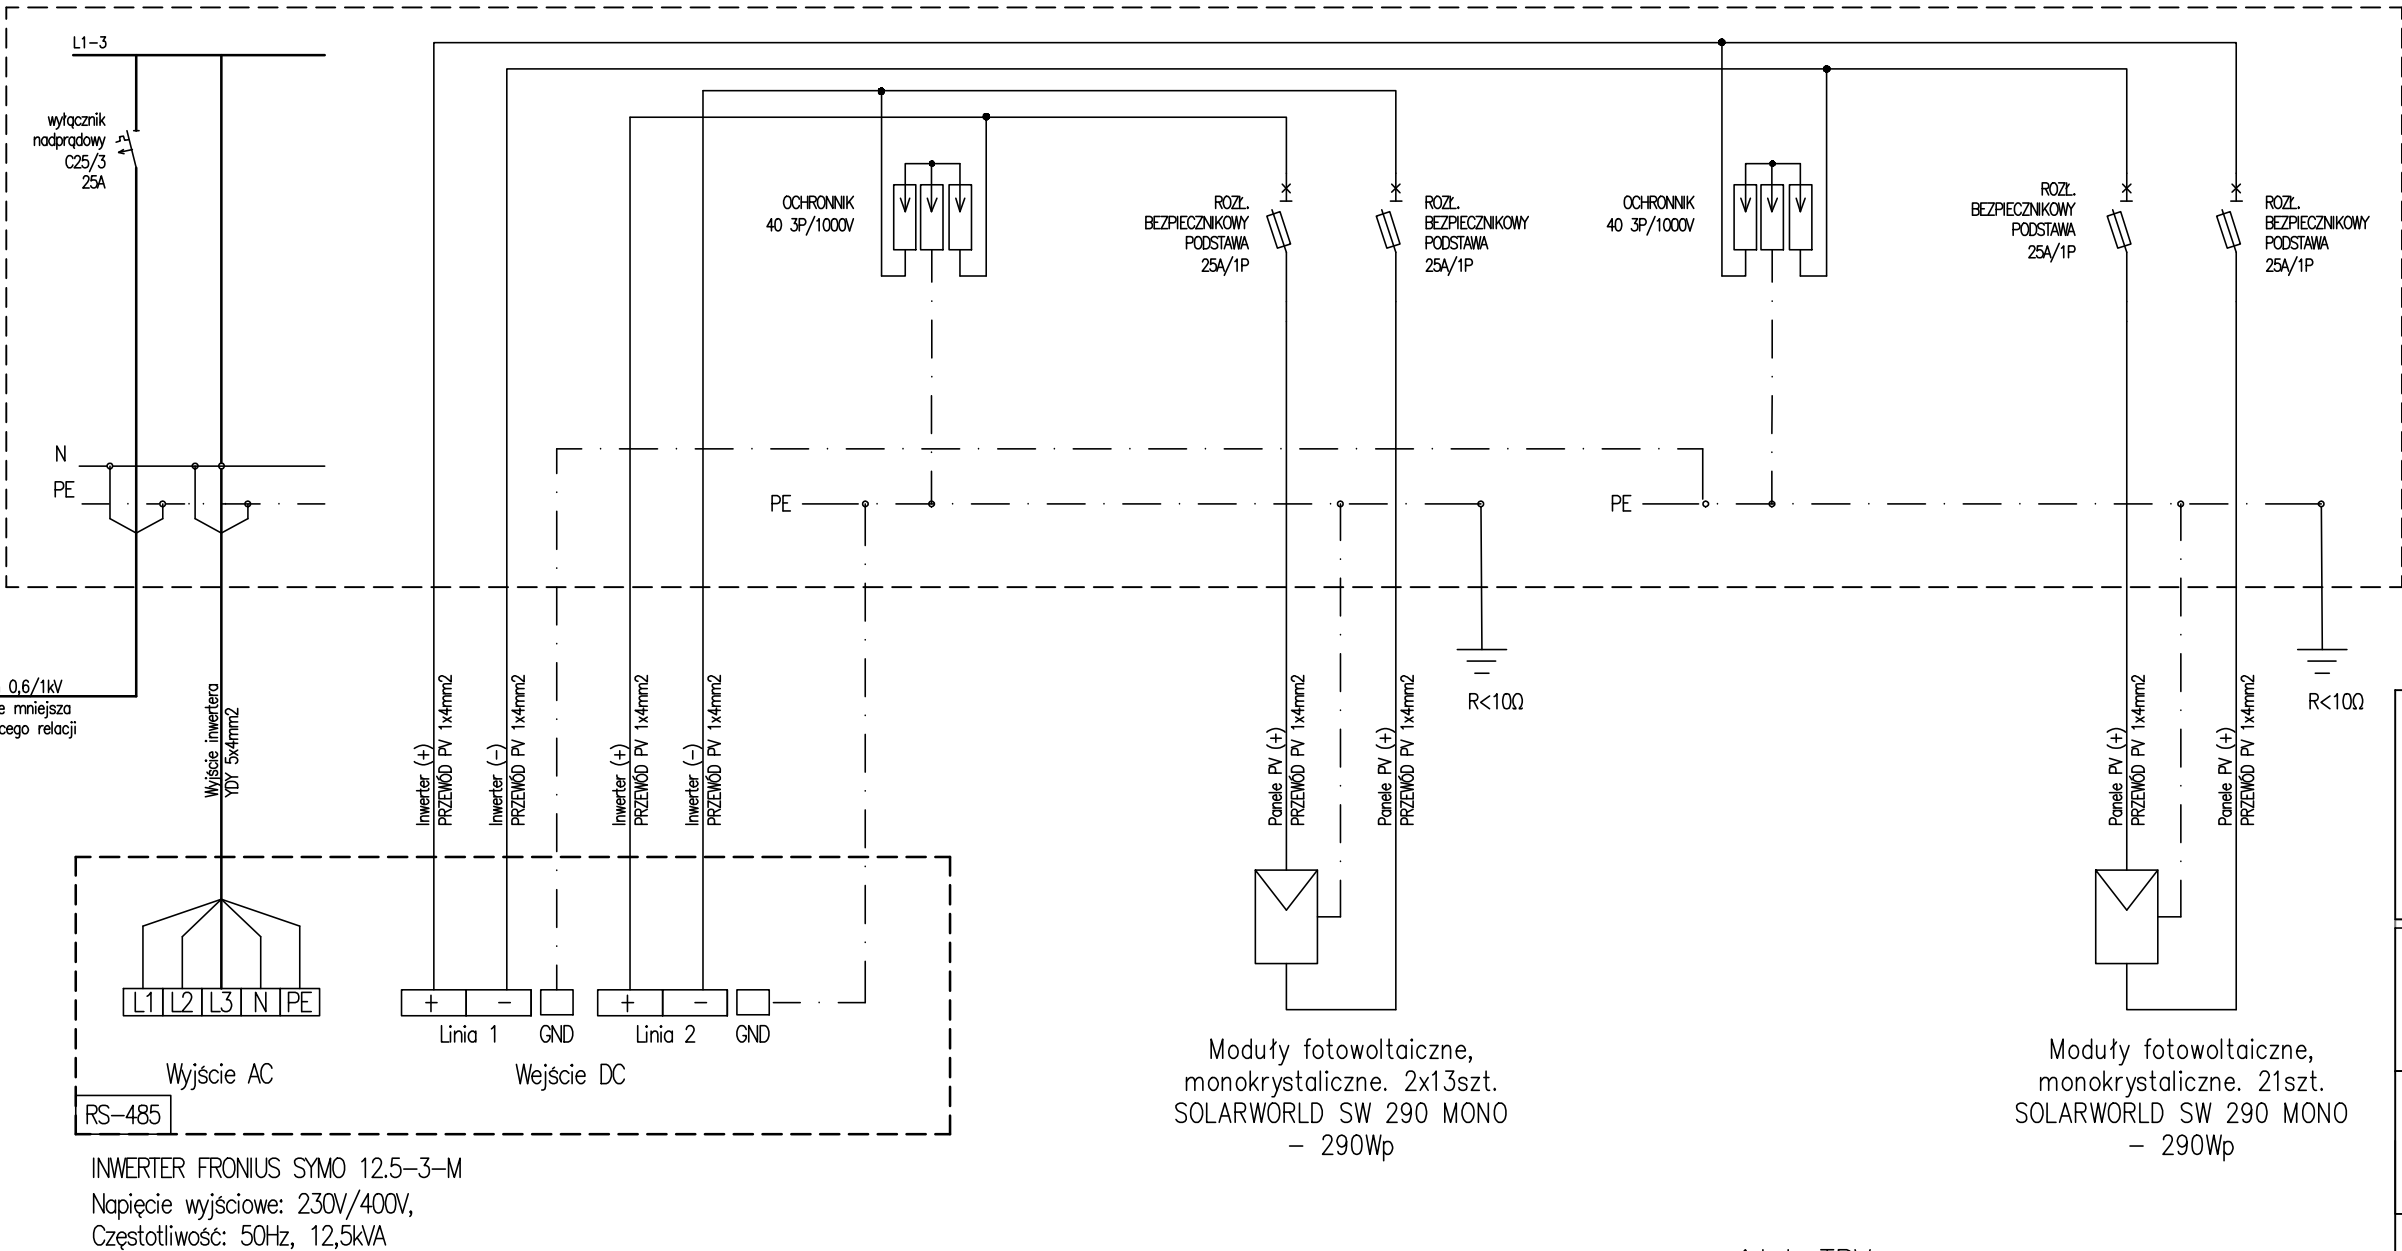 L1-3
wyłącznik
nadprądowy
C25/3
25A
OCHRONNIK
40 3P/1000V
ROZŁ.
BEZPIECZNIKOWY
PODSTAWA
25A/1P
ROZŁ.
BEZPIECZNIKOWY
PODSTAWA
25A/1P
OCHRONNIK
40 3P/1000V
ROZŁ.
BEZPIECZNIKOWY
PODSTAWA
25A/1P
ROZŁ.
BEZPIECZNIKOWY
PODSTAWA
25A/1P
N
PE
PE
PE
0,6/1kV
e mniejsza
cego relacji
Wyjście inwertera
YDY 5x4mm2
Inwerter (+)
PRZEWÓD PV 1x4mm2
Inwerter (-)
PRZEWÓD PV 1x4mm2
Inwerter (+)
PRZEWÓD PV 1x4mm2
Inwerter (-)
PRZEWÓD PV 1x4mm2
Panele PV (+)
PRZEWÓD PV 1x4mm2
Panele PV (+)
PRZEWÓD PV 1x4mm2
R<10Ω
Panele PV (+)
PRZEWÓD PV 1x4mm2
Panele PV (+)
PRZEWÓD PV 1x4mm2
R<10Ω
L1 L2 L3 N PE
+ - + -
Linia 1 GND Linia 2 GND
Wyjście AC
Wejście DC
RS-485
INWERTER FRONIUS SYMO 12.5-3-M
Napięcie wyjściowe: 230V/400V,
Częstotliwość: 50Hz, 12,5kVA
Moduły fotowoltaiczne,
monokrystaliczne. 2x13szt.
SOLARWORLD SW 290 MONO
- 290Wp
Moduły fotowoltaiczne,
monokrystaliczne. 21szt.
SOLARWORLD SW 290 MONO
- 290Wp